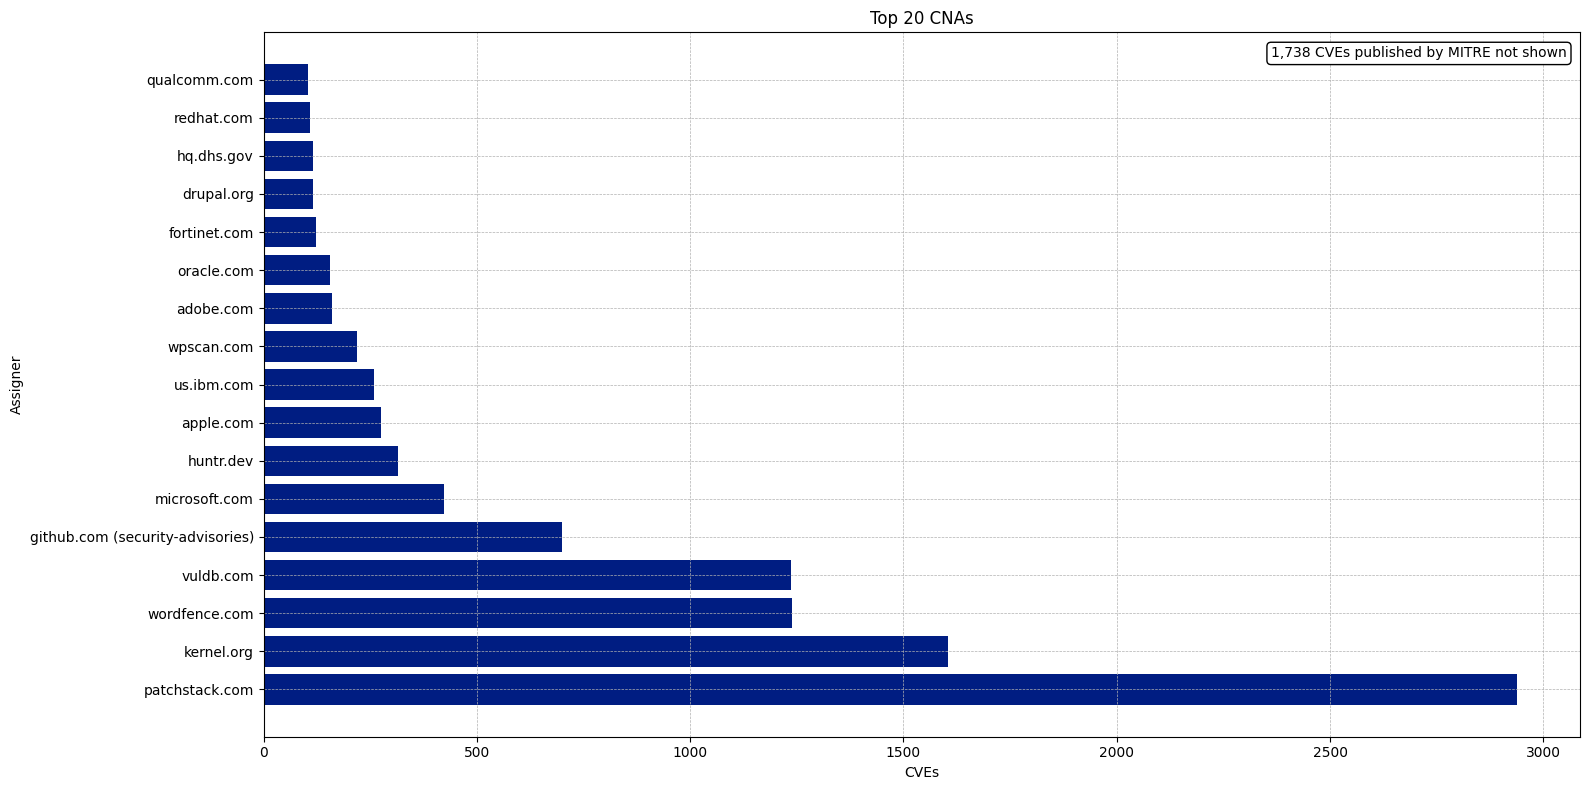 Top 20 CNAs
1,738 CVEs published by MITRE not shown
qualcomm.com
redhat.com
hq.dhs.gov
drupal.org
fortinet.com
oracle.com
adobe.com
wpscan.com
us.ibm.com
apple.com
huntr.dev
microsoft.com
github.com (security-advisories)
vuldb.com
wordfence.com
kernel.org
patchstack.com
Assigner
0 500 1000 1500 2000 2500 3000
CVEs